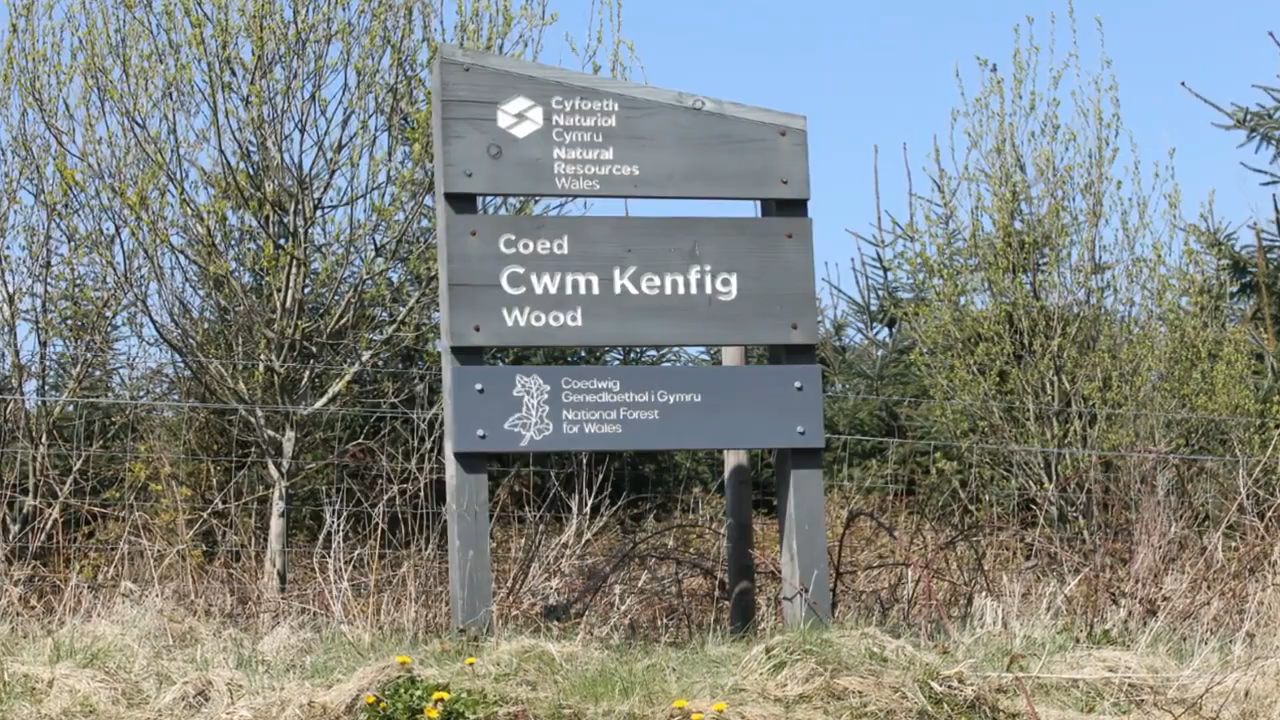 Cyfoeth
Naturiol
Cymru
Natural
Resources
Wales
Coed
Cwm Kenfig
Wood
Coedwig
Genedlaethol i Gymru
National Forest
for Wales